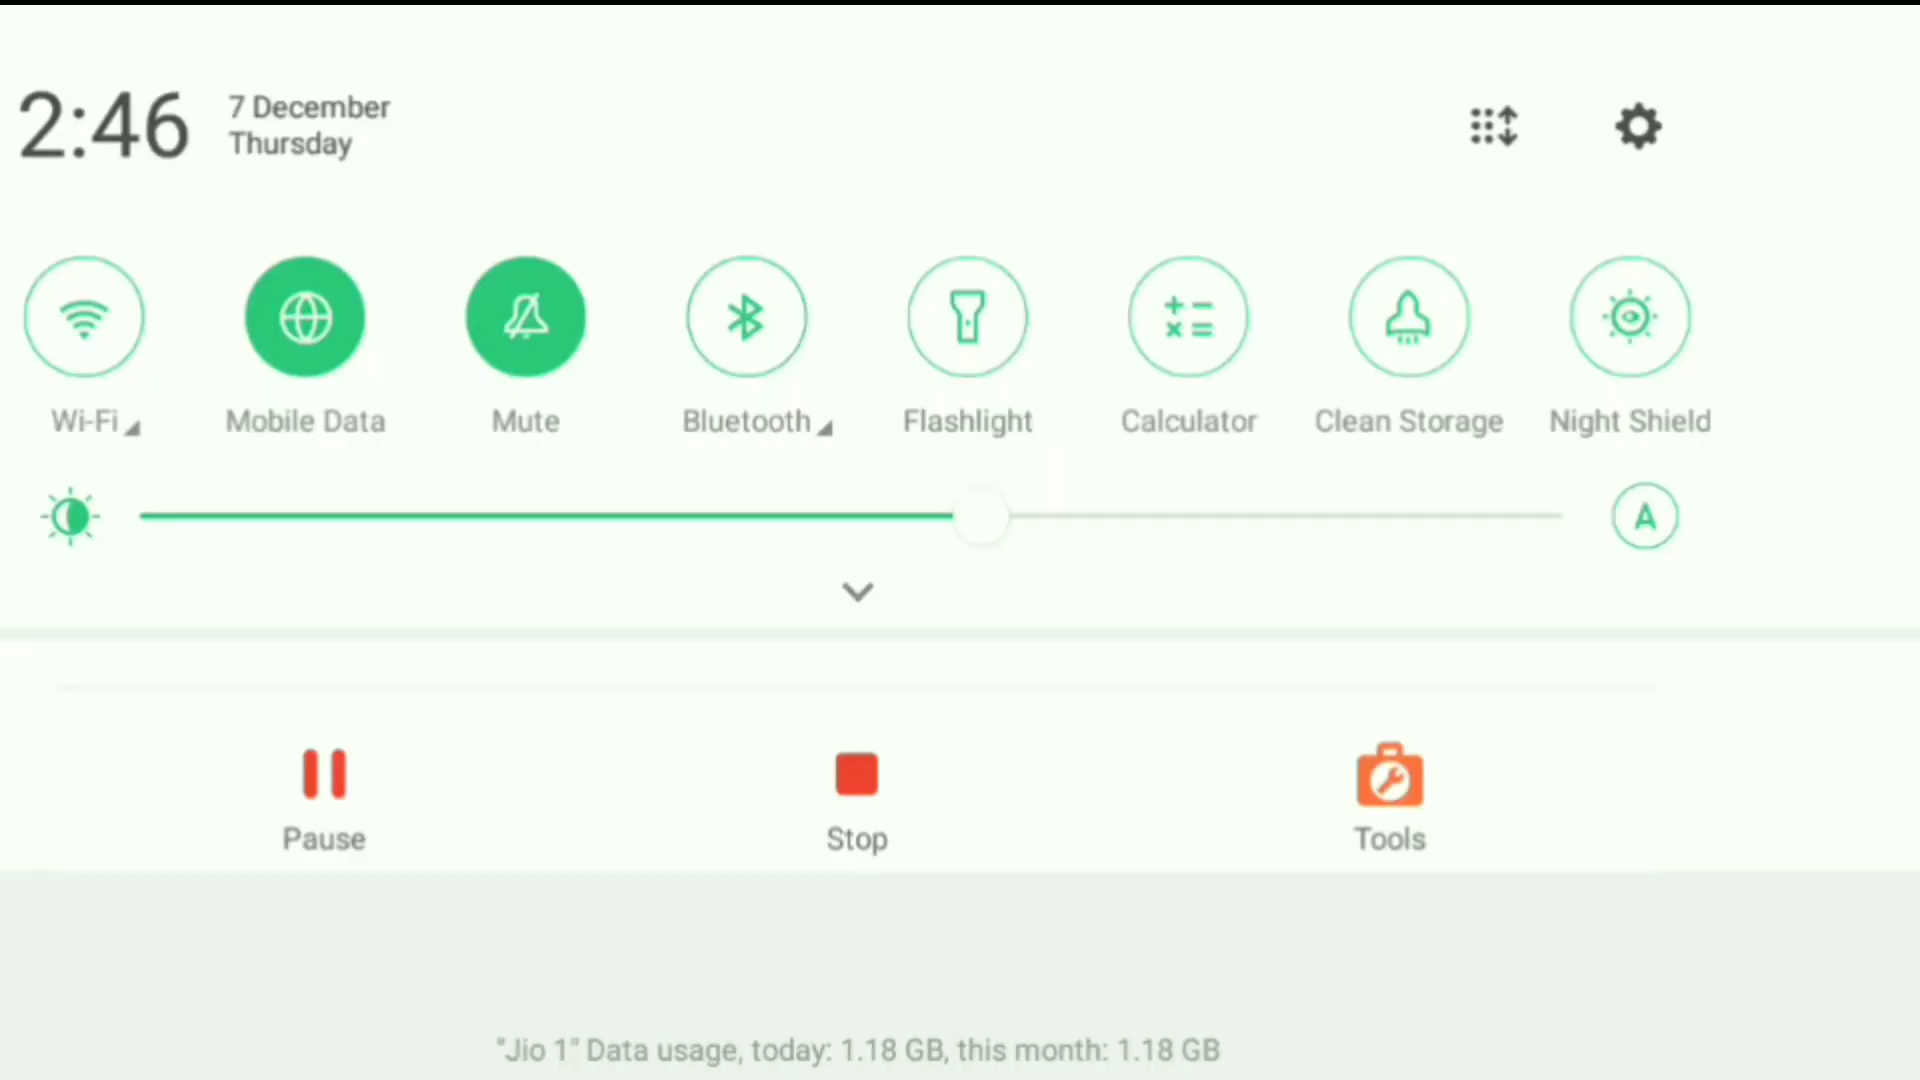 2:46
7 December
Thursday
Wi-Fi
Mobile Data
Mute
Bluetooth
Flashlight
Calculator
Clean Storage
Night Shield
A
Pause
Stop
Tools
"Jio 1" Data usage, today: 1.18 GB, this month: 1.18 GB